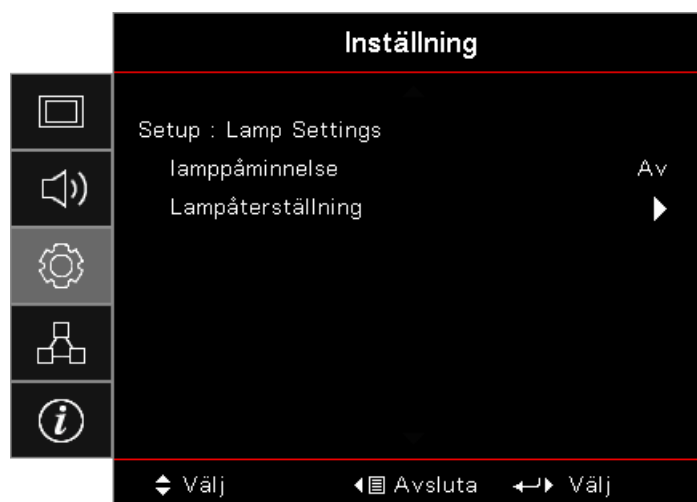 Inställning
Setup : Lamp Settings
lamppåminnelse Av
Lampåterställning
Välj Avsluta Välj